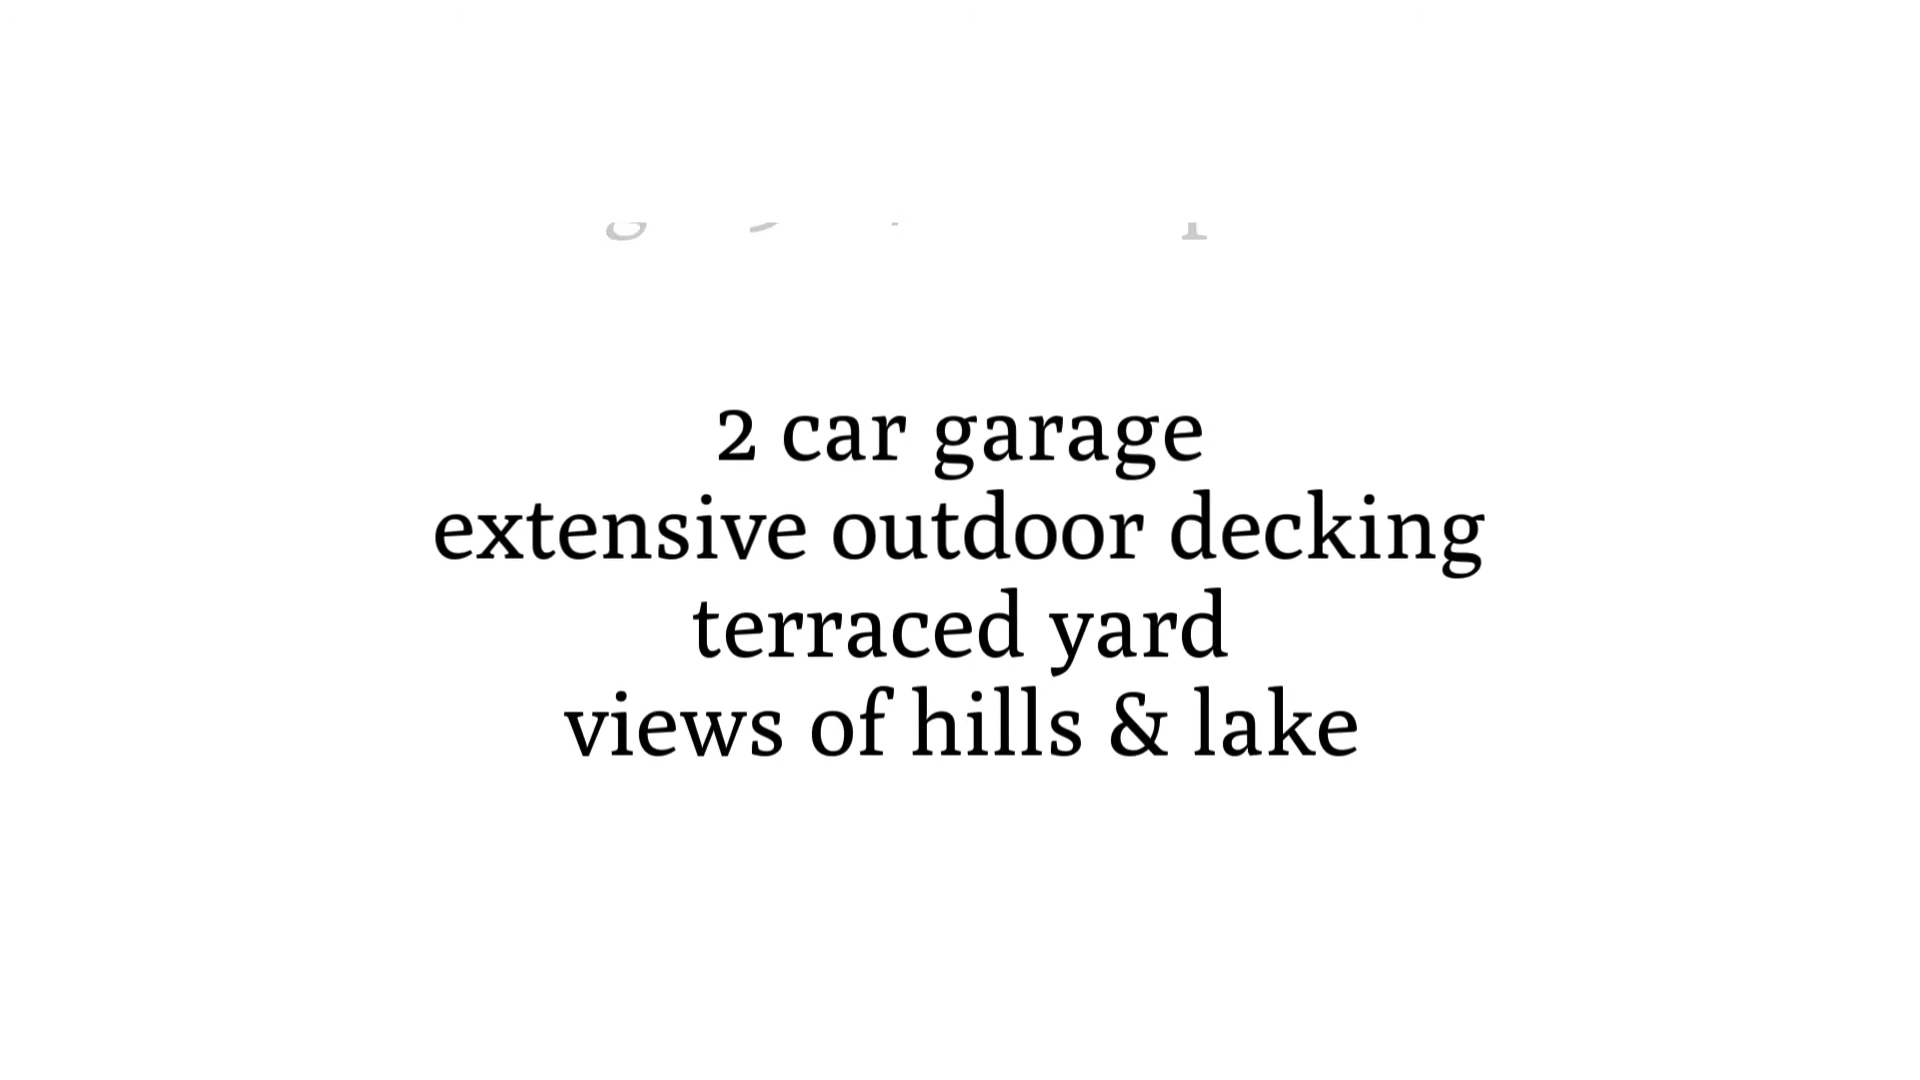 2 car garage
extensive outdoor decking
terraced yard
views of hills & lake